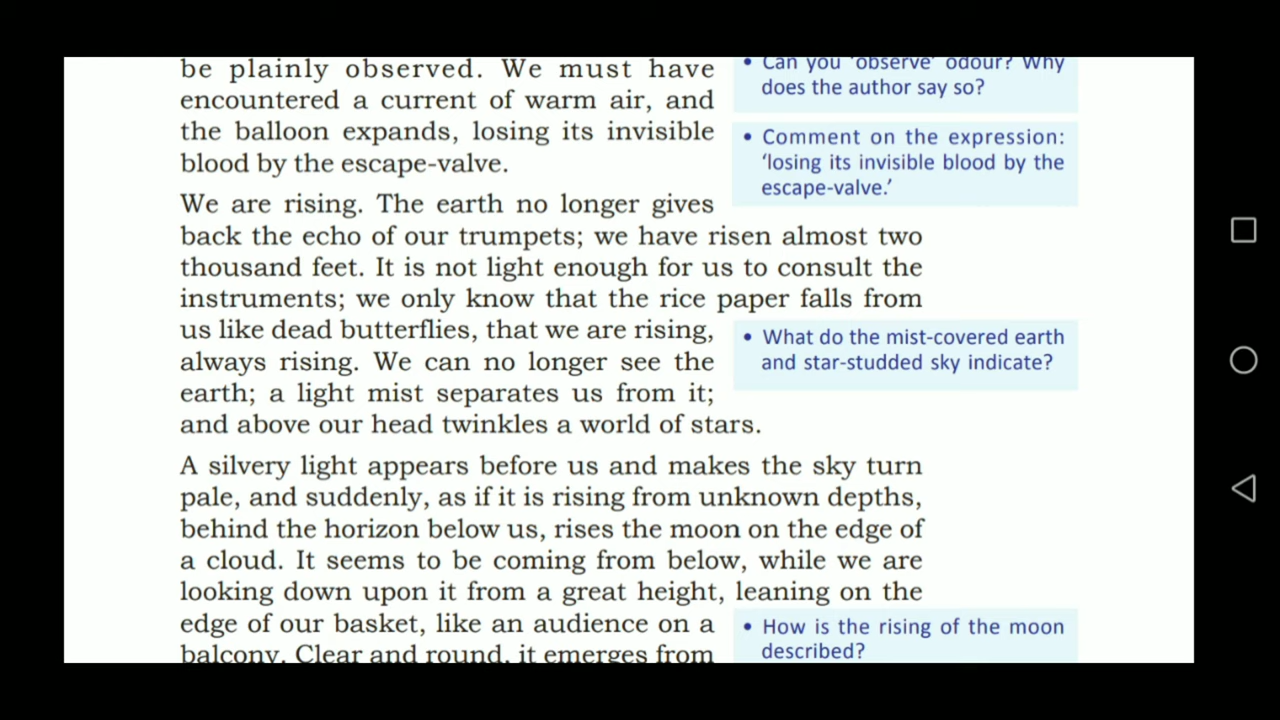 be plainly observed. We must have
encountered a current of warm air, and
the balloon expands, losing its invisible
blood by the escape-valve.
• Can you 'observe' odour? Why
does the author say so?
• Comment on the expression:
‘losing its invisible blood by the
escape-valve.’
We are rising. The earth no longer gives
back the echo of our trumpets; we have risen almost two
thousand feet. It is not light enough for us to consult the
instruments; we only know that the rice paper falls from
us like dead butterflies, that we are rising,
always rising. We can no longer see the
earth; a light mist separates us from it;
and above our head twinkles a world of stars.
• What do the mist-covered earth
and star-studded sky indicate?
A silvery light appears before us and makes the sky turn
pale, and suddenly, as if it is rising from unknown depths,
behind the horizon below us, rises the moon on the edge of
a cloud. It seems to be coming from below, while we are
looking down upon it from a great height, leaning on the
edge of our basket, like an audience on a
balcony. Clear and round, it emerges from
• How is the rising of the moon
described?